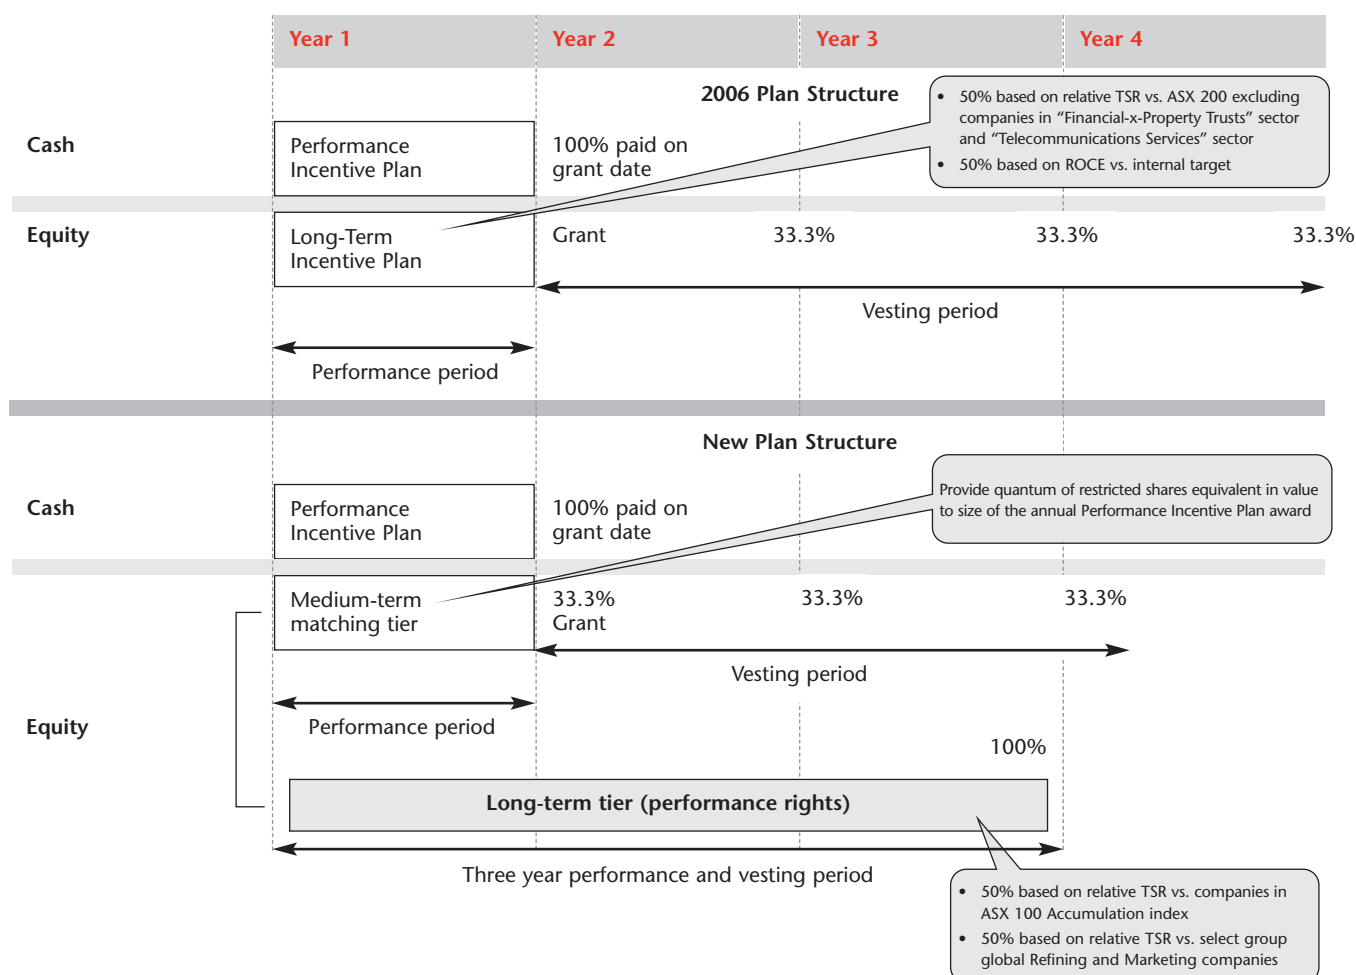 Year 1
Year 2
Year 3
Year 4
2006 Plan Structure
• 50% based on relative TSR vs. ASX 200 excluding
companies in “Financial-x-Property Trusts” sector
and “Telecommunications Services” sector
• 50% based on ROCE vs. internal target
Cash
Performance
Incentive Plan
100% paid on
grant date
Equity
Long-Term
Incentive Plan
Grant
33.3%
33.3%
33.3%
Vesting period
Performance period
New Plan Structure
Provide quantum of restricted shares equivalent in value
to size of the annual Performance Incentive Plan award
Cash
Performance
Incentive Plan
100% paid on
grant date
Medium-term
matching tier
33.3%
Grant
33.3%
33.3%
Vesting period
Performance period
Equity
100%
Long-term tier (performance rights)
Three year performance and vesting period
• 50% based on relative TSR vs. companies in
ASX 100 Accumulation index
• 50% based on relative TSR vs. select group
global Refining and Marketing companies